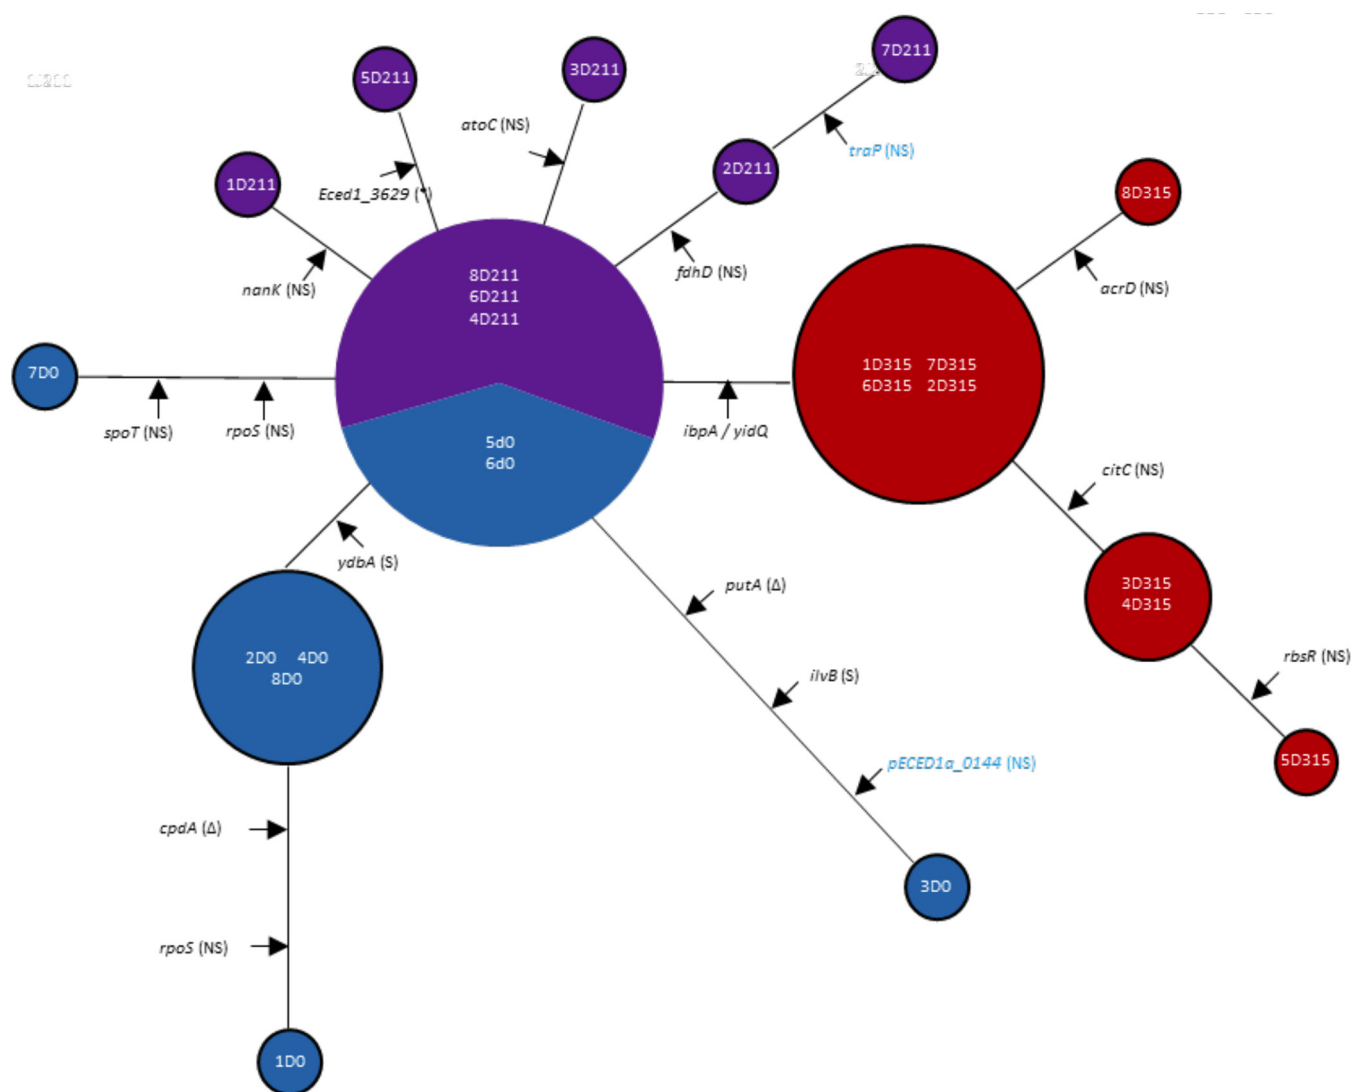 7D211
3D211
5D211
atoC (NS)
traP (NS)
2D211
1D211
Eced1_3629 (*)
8D315
fdhD (NS)
nanK (NS)
acrD (NS)
8D211
6D211
4D211
7D0
1D315 7D315
6D315 2D315
spoT (NS)
rpoS (NS)
ibpA / yidQ
5d0
6d0
citC (NS)
ydbA (S)
putA (Δ)
3D315
4D315
2D0 4D0
8D0
ilvB (S)
rbsR (NS)
pECED1a_0144 (NS)
5D315
cpdA (Δ)
3D0
rpoS (NS)
1D0